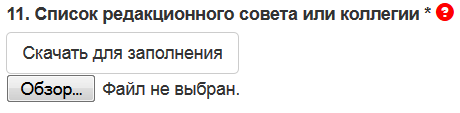 11. Список редакционного совета или коллегии * ?
Скачать для заполнения
Обзор... Файл не выбран.